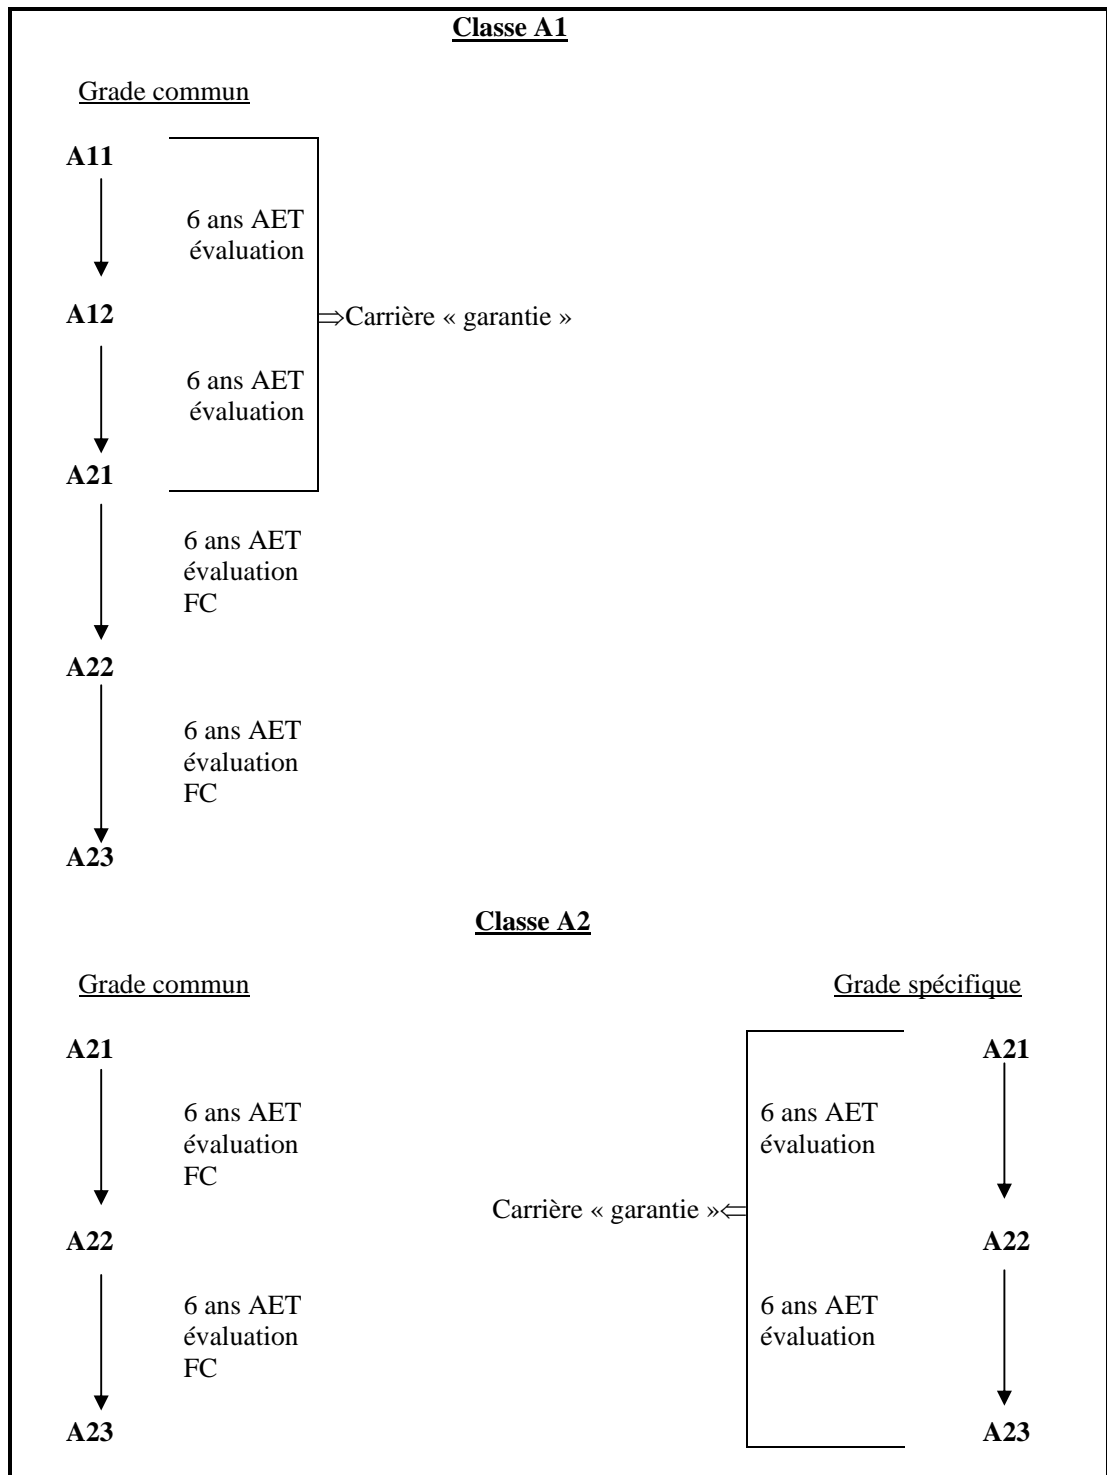 Classe A1
Grade commun
A11
6 ans AET
évaluation
A12
⇒Carrière « garantie »
6 ans AET
évaluation
A21
6 ans AET
évaluation
FC
A22
6 ans AET
évaluation
FC
A23
Classe A2
Grade commun
Grade spécifique
A21
A21
6 ans AET
évaluation
FC
6 ans AET
évaluation
Carrière « garantie »⇐
A22
A22
6 ans AET
évaluation
FC
6 ans AET
évaluation
A23
A23